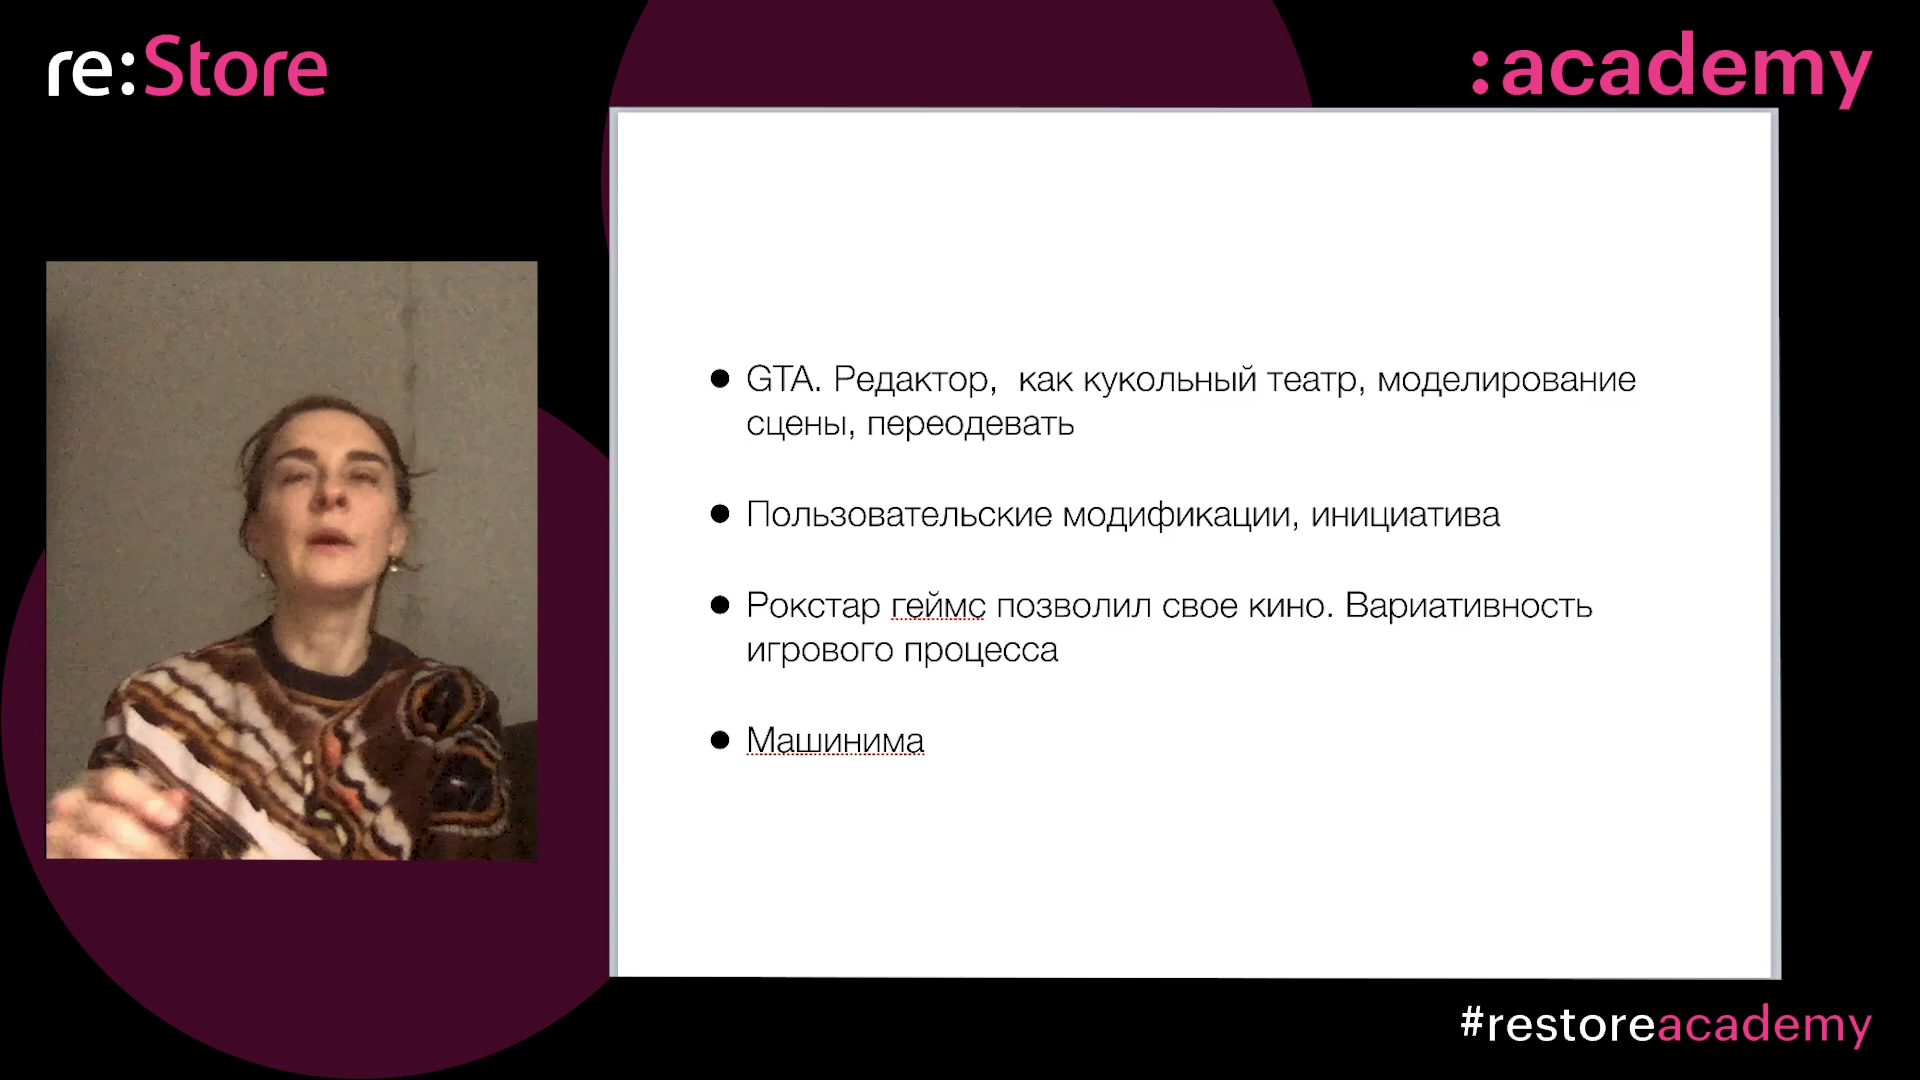 re:Store
:academy
● GTA. Редактор, как кукольный театр, моделирование
сцены, переодевать
● Пользовательские модификации, инициатива
● Рокстар геймс позволил свое кино. Вариативность
игрового процесса
● Машинима
#restoreacademy